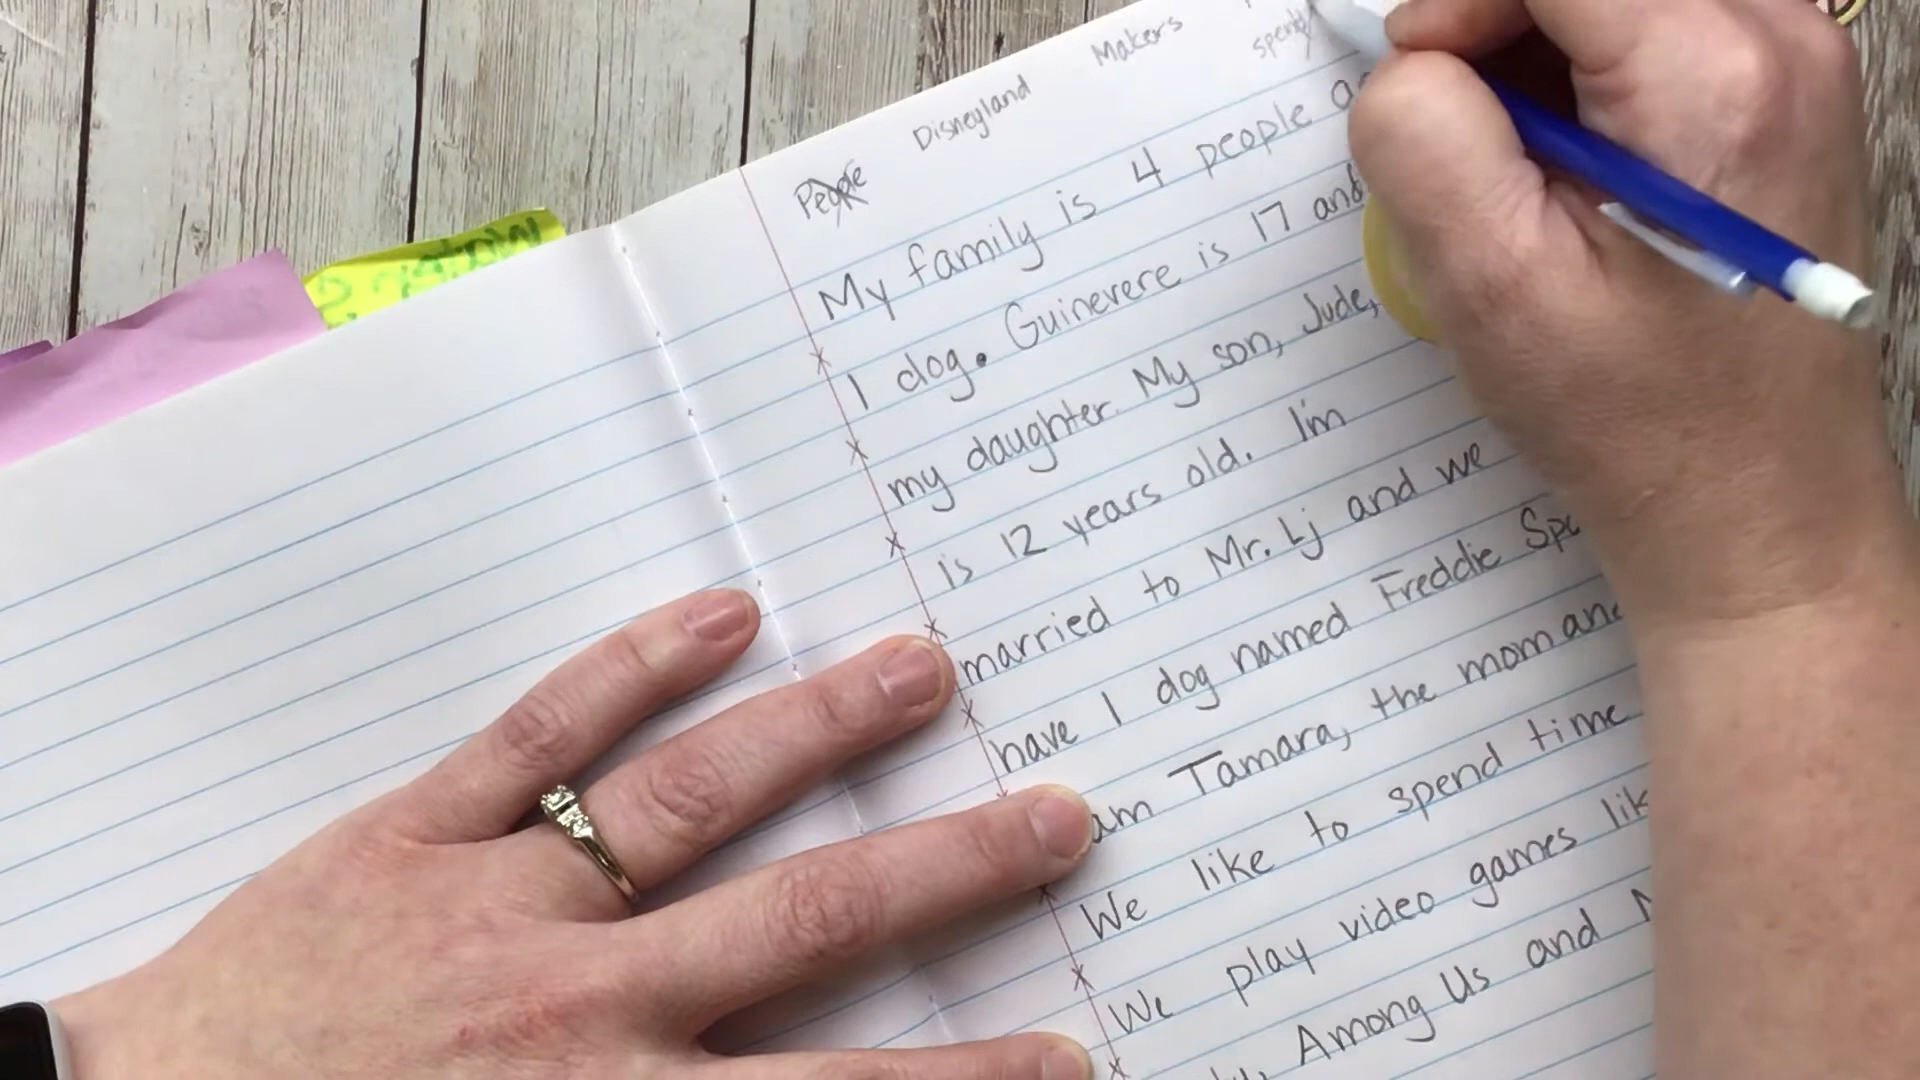 Disneyland Makers
My family is 4 people
1 dog. Guinevere is 17 and
my daughter. My son, Jude,
is 12 years old. I'm
married to Mr. Lj and we
have 1 dog named Freddie
am Tamara, the mom and
We like to spend time
We play video games
Among Us and